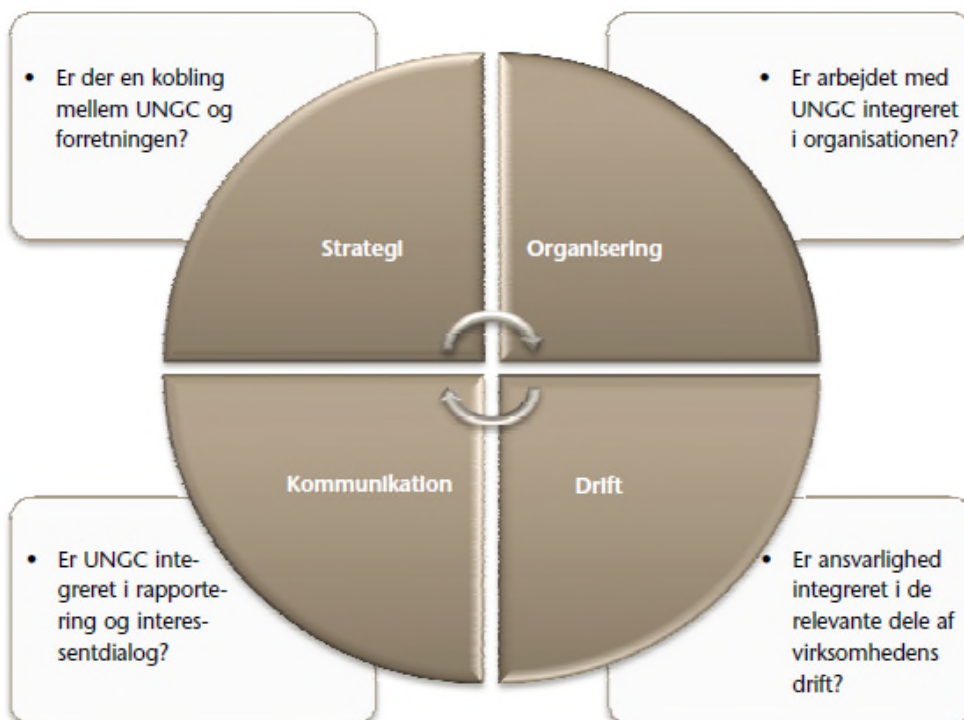 • Er der en kobling
mellem UNGC og
forretningen?
• Er arbejdet med
UNGC integreret
i organisationen?
Strategi
Organisering
Kommunikation
Drift
• Er UNGC inte-
greret i rapporte-
ring og interes-
sentdialog?
• Er ansvarlighed
integreret i de
relevante dele af
virksomhedens
drift?